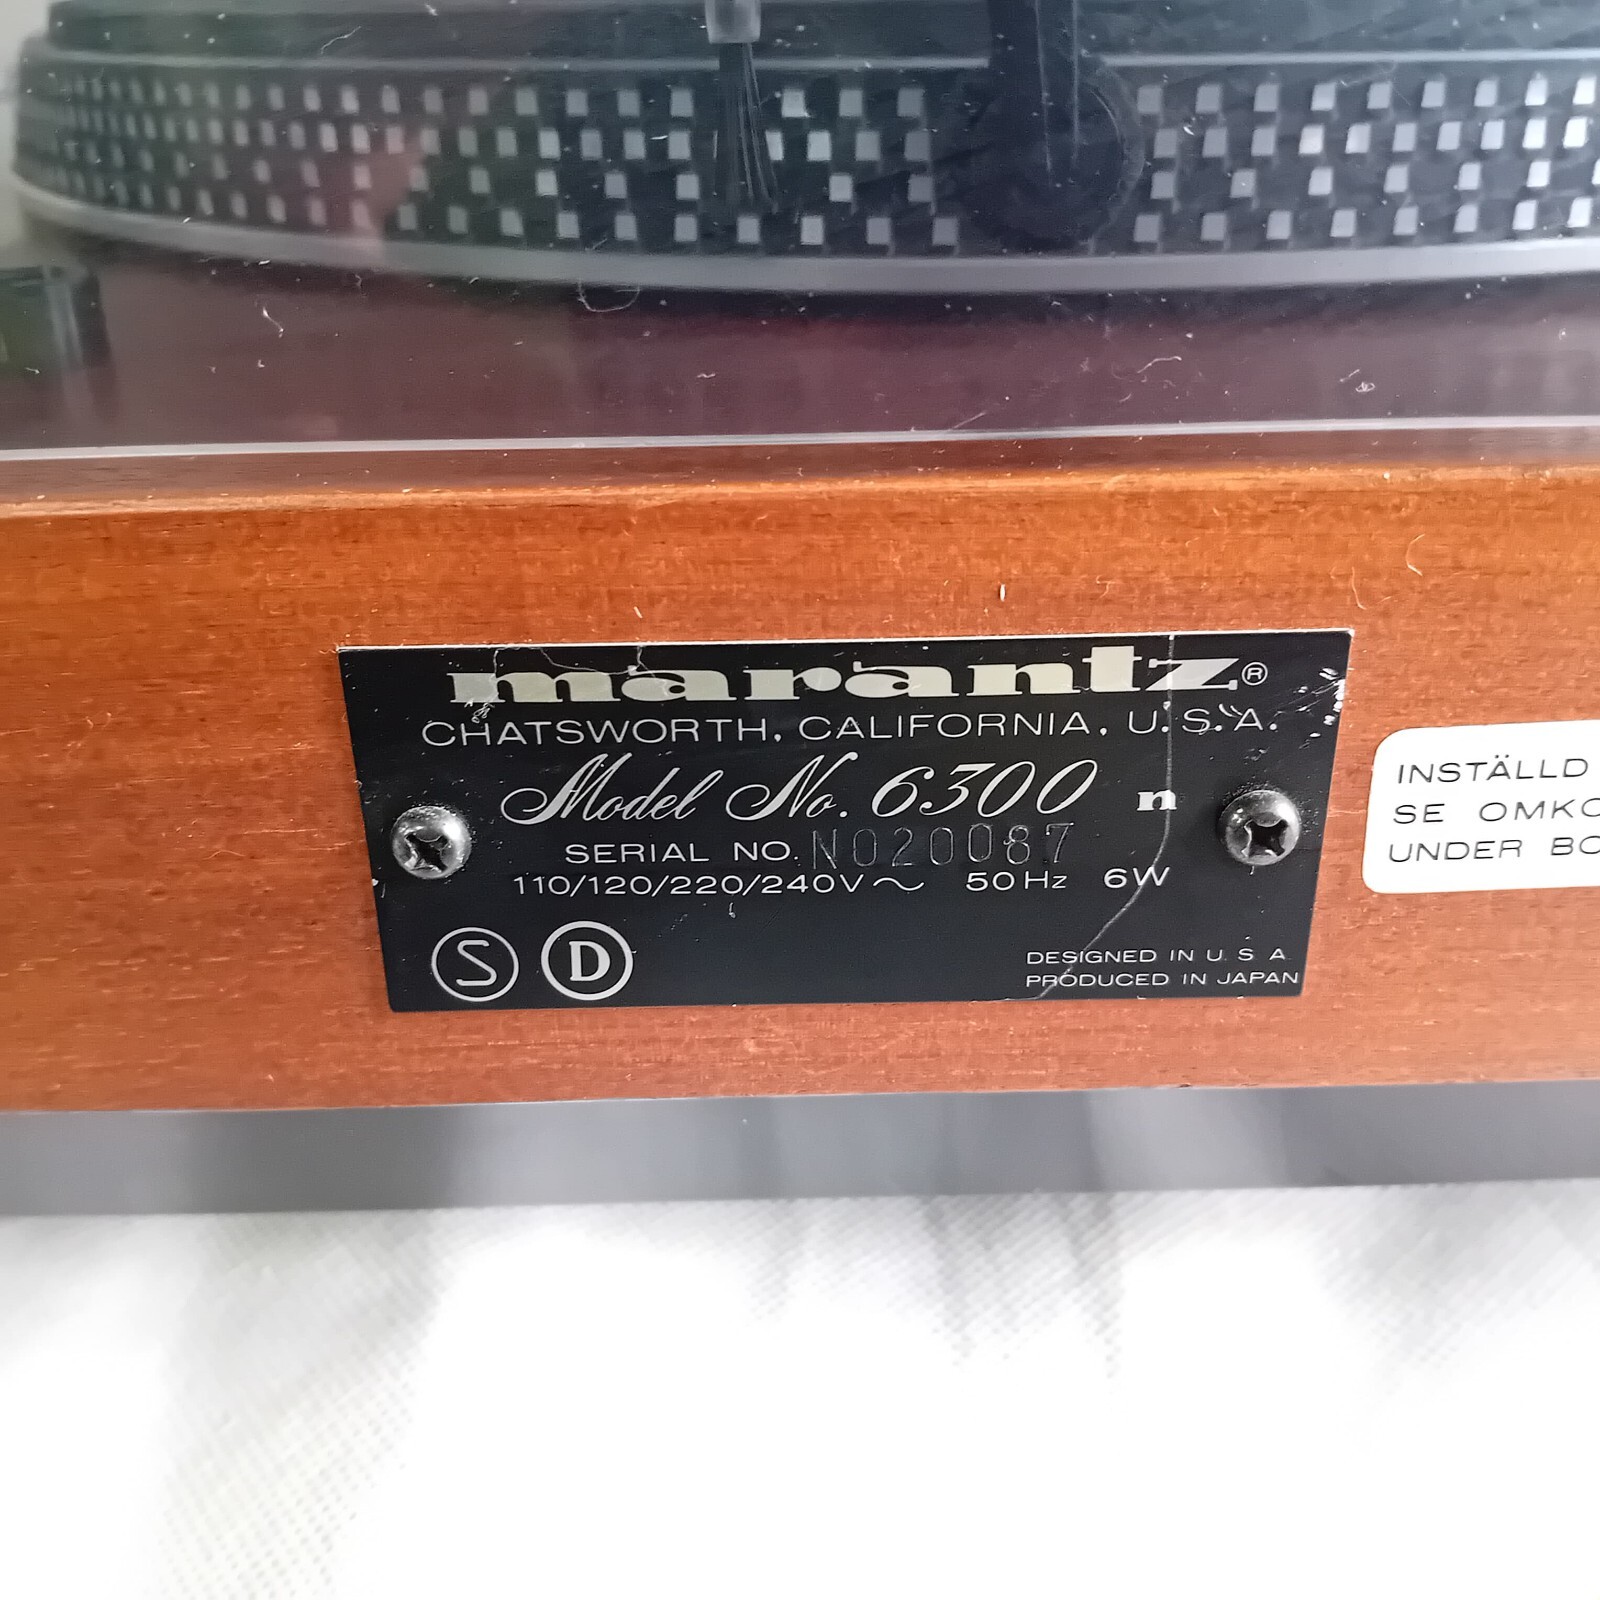 marantz®
CHATSWORTH, CALIFORNIA, U.S.A.
Model No. 6300 n
SERIAL NO. N020087
110/120/220/240V～ 50Hz 6W
S D
DESIGNED IN U.S.A.
PRODUCED IN JAPAN
INSTÄLLD
SE OMKO
UNDER BO